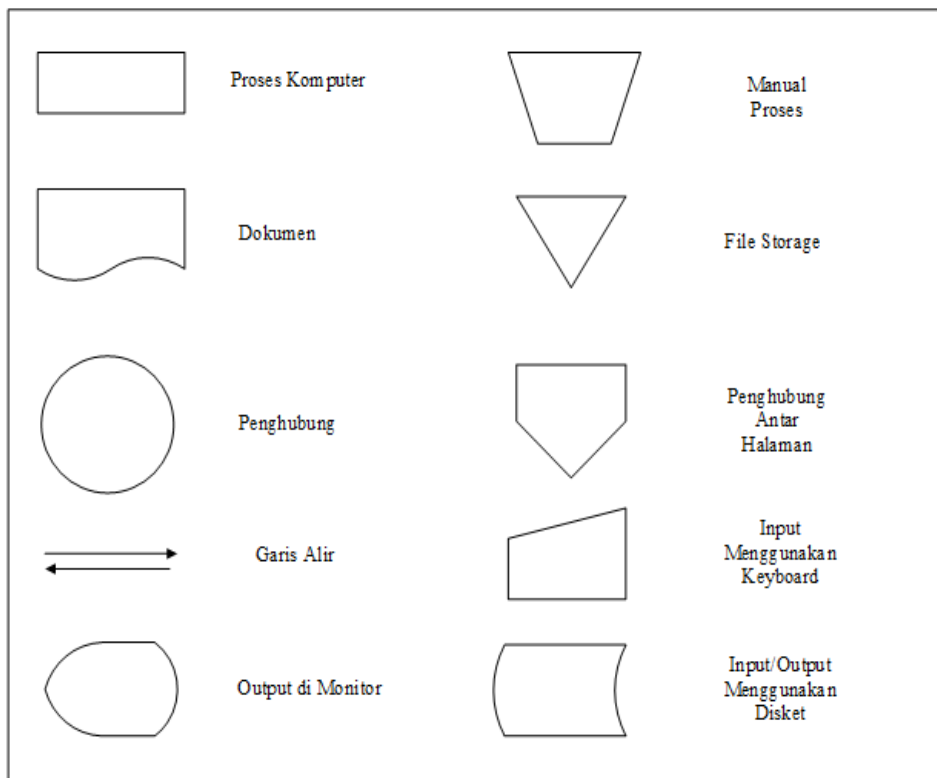 Proses Komputer
Manual
Proses
Dokumen
File Storage
Penghubung
Penghubung
Antar
Halaman
Garis Alir
Input
Menggunakan
Keyboard
Output di Monitor
Input/Output
Menggunakan
Disket